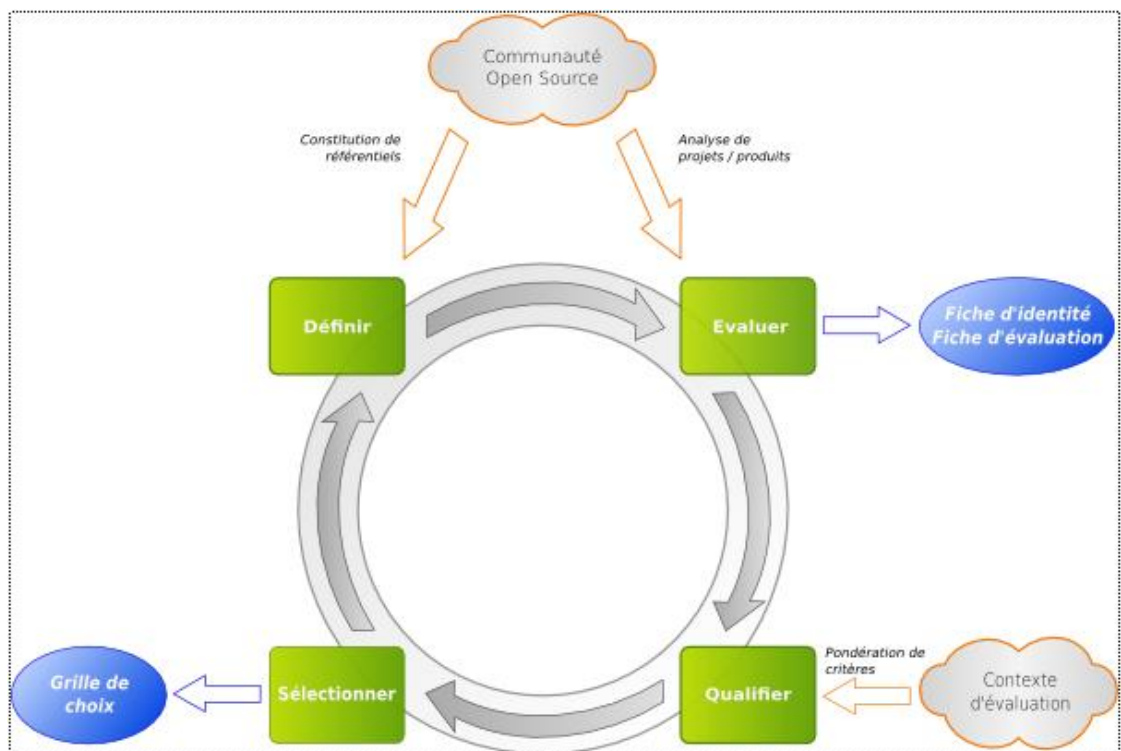 Communauté
Open Source
Constitution de
référentiels
Analyse de
projets / produits
Définir
Evaluer
Fiche d'identité
Fiche d'évaluation
Pondération de
critères
Grille de
choix
Sélectionner
Qualifier
Contexte
d'évaluation